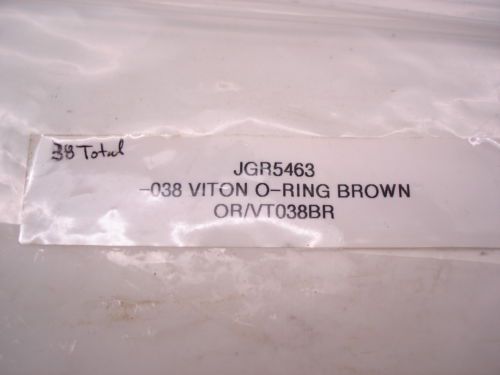 38 Total
JGR5463
-038 VITON O-RING BROWN
OR/VT038BR